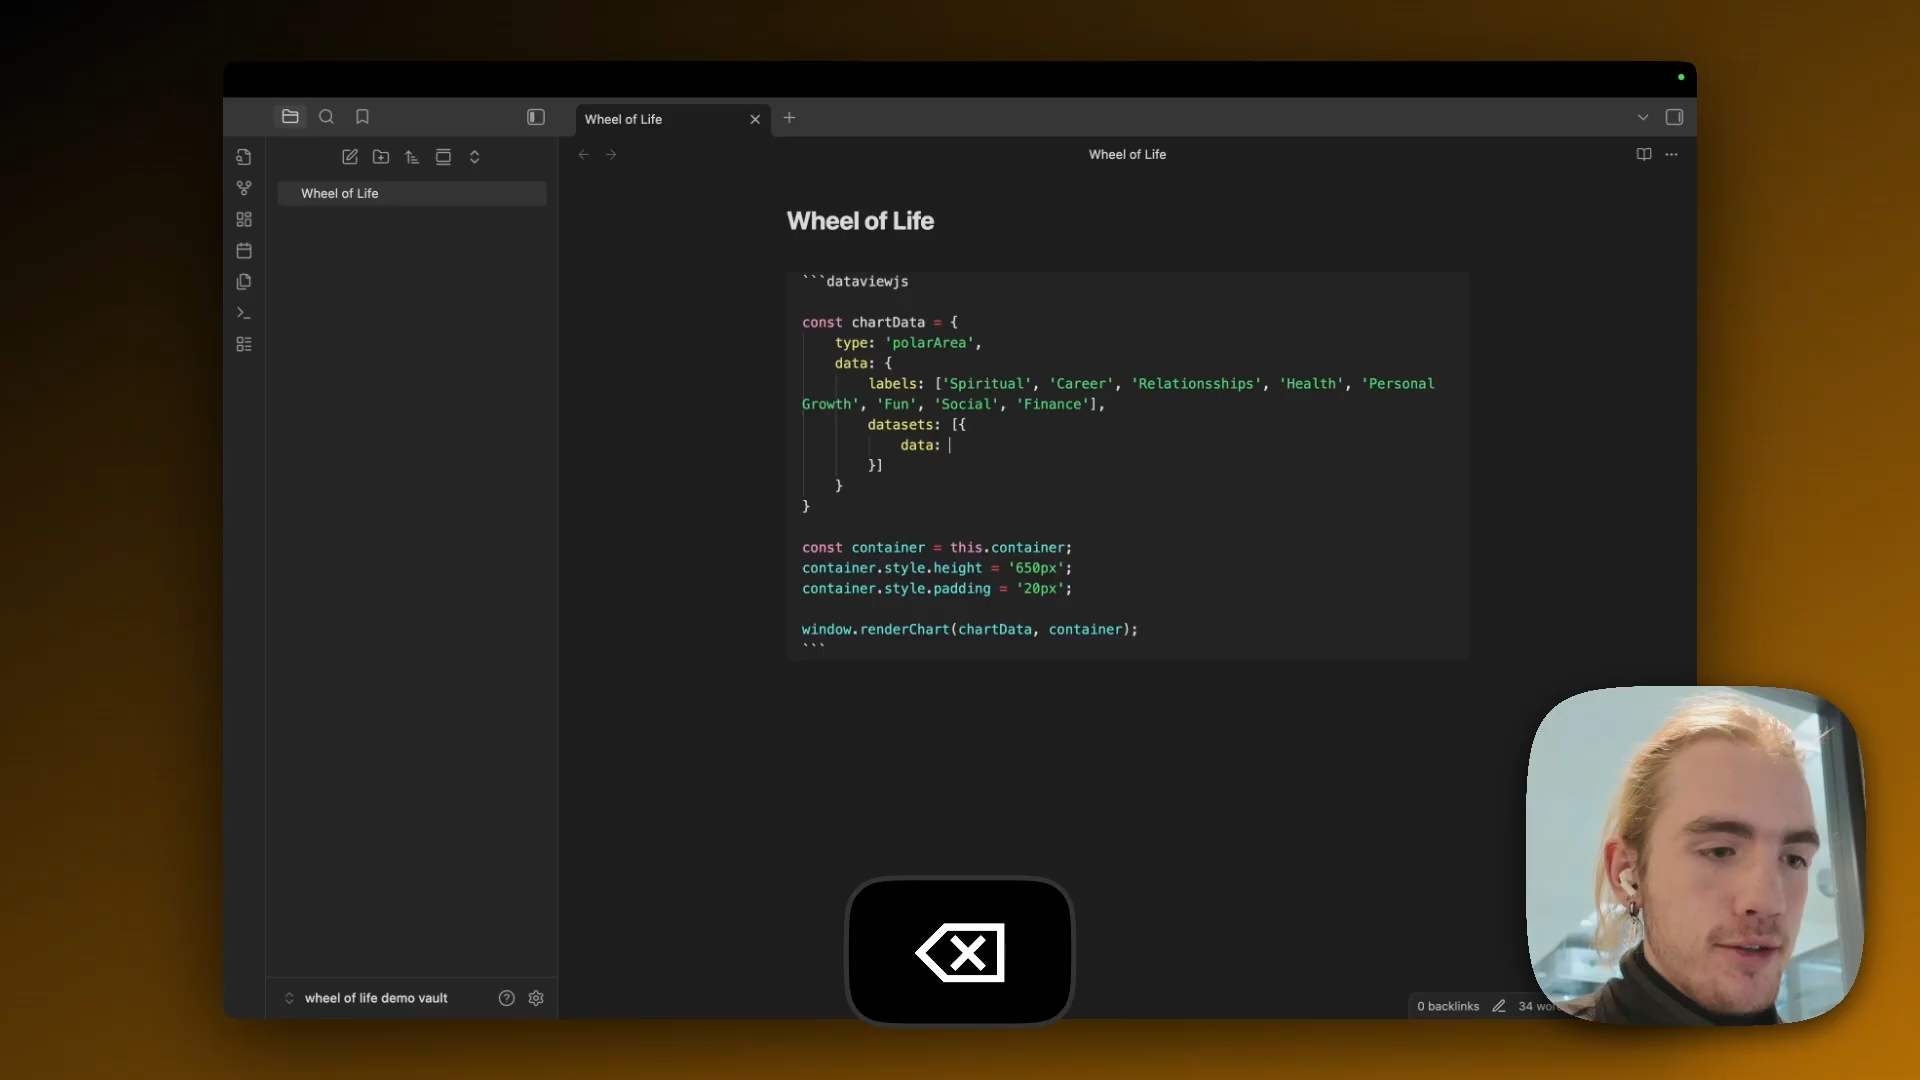 Wheel of Life
Wheel of Life
Wheel of Life
Wheel of Life
```dataviewjs
const chartData = {
type: 'polarArea',
data: {
labels: ['Spiritual', 'Career', 'Relationsships', 'Health', 'Personal
Growth', 'Fun', 'Social', 'Finance'],
datasets: [{
data:
}]
}
}
const container = this.container;
container.style.height = '650px';
container.style.padding = '20px';
window.renderChart(chartData, container);
```
wheel of life demo vault
0 backlinks
34